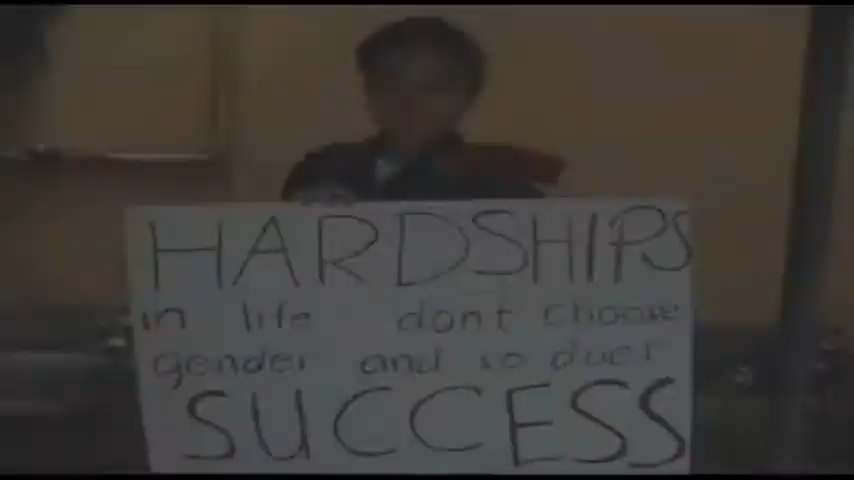 HARDSHIPS
in life dont choose
gender and so does
SUCCESS